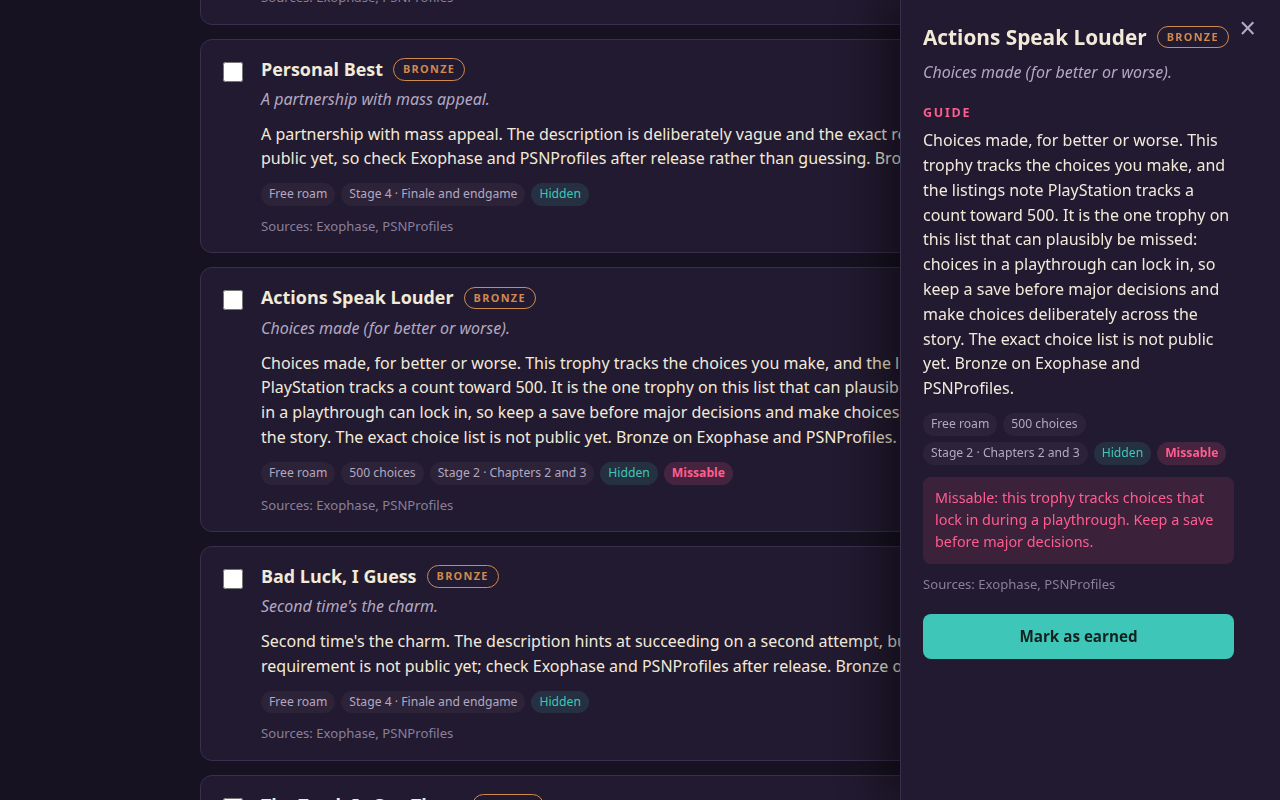 Personal Best BRONZE
A partnership with mass appeal.
A partnership with mass appeal. The description is deliberately vague and the exact
public yet, so check Exophase and PSNProfiles after release rather than guessing.
Free roam Stage 4 · Finale and endgame Hidden
Sources: Exophase, PSNProfiles
Actions Speak Louder BRONZE
Choices made (for better or worse).
Choices made, for better or worse. This trophy tracks the choices you make, and the
PlayStation tracks a count toward 500. It is the one trophy on this list that can
in a playthrough can lock in, so keep a save before major decisions and make choices
the story. The exact choice list is not public yet. Bronze on Exophase and PSNProfiles.
Free roam 500 choices Stage 2 · Chapters 2 and 3 Hidden Missable
Sources: Exophase, PSNProfiles
Bad Luck, I Guess BRONZE
Second time's the charm.
Second time's the charm. The description hints at succeeding on a second attempt,
requirement is not public yet; check Exophase and PSNProfiles after release. Bronze
Free roam Stage 4 · Finale and endgame Hidden
Sources: Exophase, PSNProfiles
Actions Speak Louder BRONZE ×
Choices made (for better or worse).
GUIDE
Choices made, for better or worse. This
trophy tracks the choices you make, and
the listings note PlayStation tracks a
count toward 500. It is the one trophy on
this list that can plausibly be missed:
choices in a playthrough can lock in, so
keep a save before major decisions and
make choices deliberately across the
story. The exact choice list is not public
yet. Bronze on Exophase and
PSNProfiles.
Free roam 500 choices
Stage 2 · Chapters 2 and 3 Hidden Missable
Missable: this trophy tracks choices that
lock in during a playthrough. Keep a save
before major decisions.
Sources: Exophase, PSNProfiles
Mark as earned